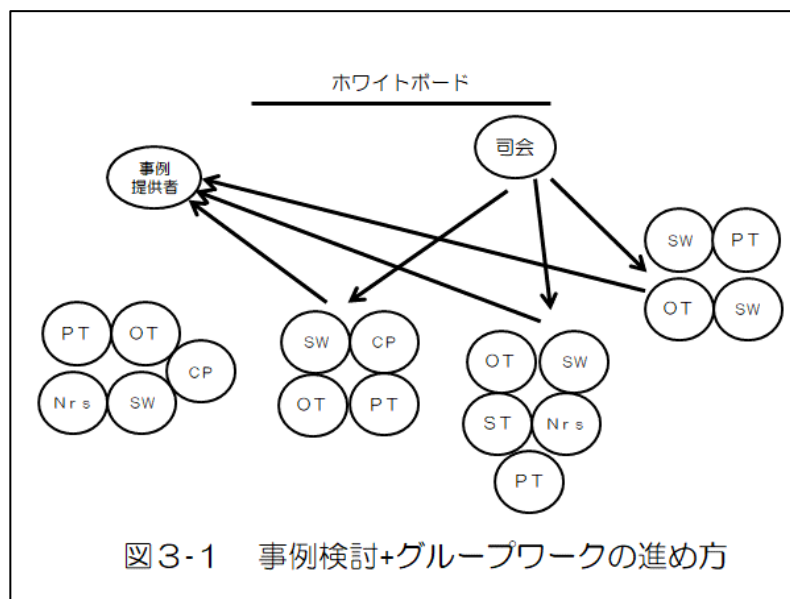 ホワイトボード
司会
事例
提供者
SW PT
OT SW
PT OT
CP
Nrs SW
SW CP
OT PT
OT SW
ST Nrs
PT
図3-1 事例検討+グループワークの進め方